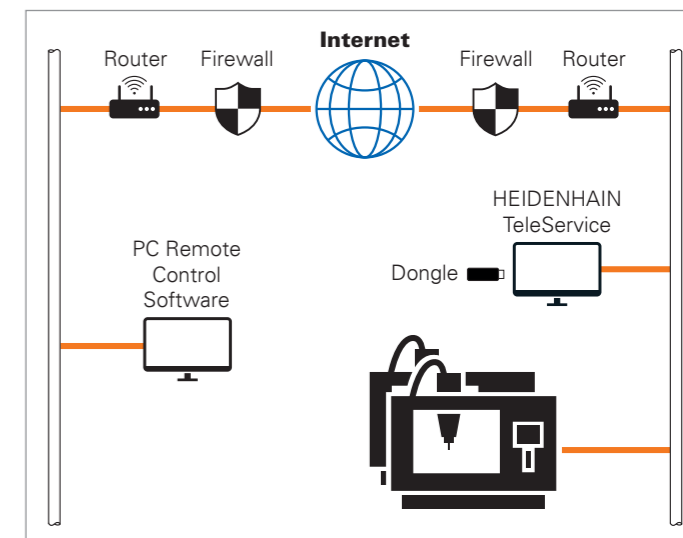 Internet
Router
Firewall
Firewall
Router
HEIDENHAIN
TeleService
Dongle
PC Remote
Control
Software